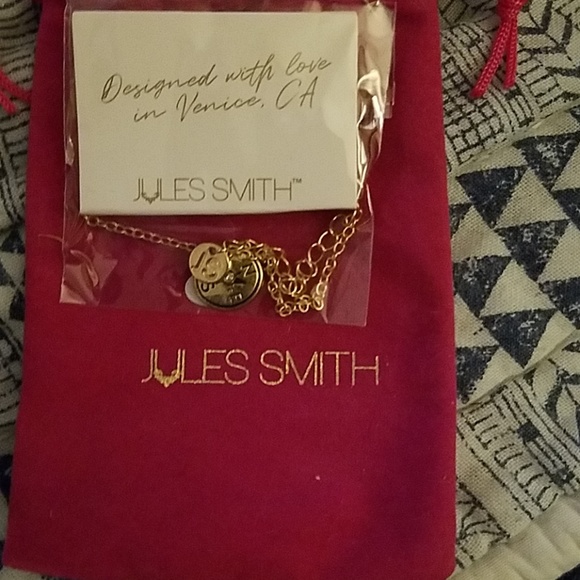 Designed with love
in Venice, CA
JULES SMITH™
JULES SMITH